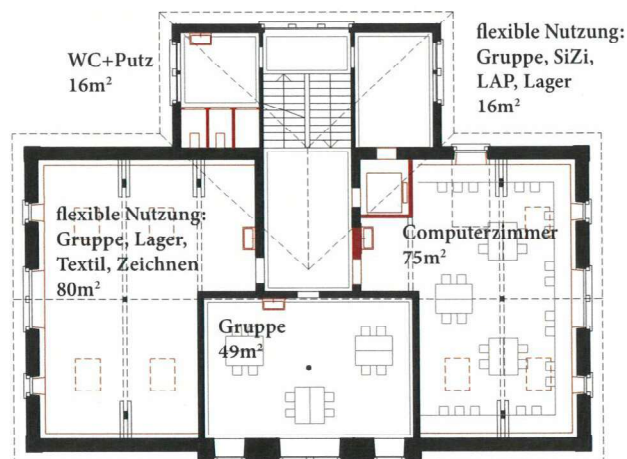 WC+Putz
16m²
flexible Nutzung:
Gruppe, SiZi,
LAP, Lager
16m²
flexible Nutzung:
Gruppe, Lager,
Textil, Zeichnen
80m²
Computerzimmer
75m²
Gruppe
49m²